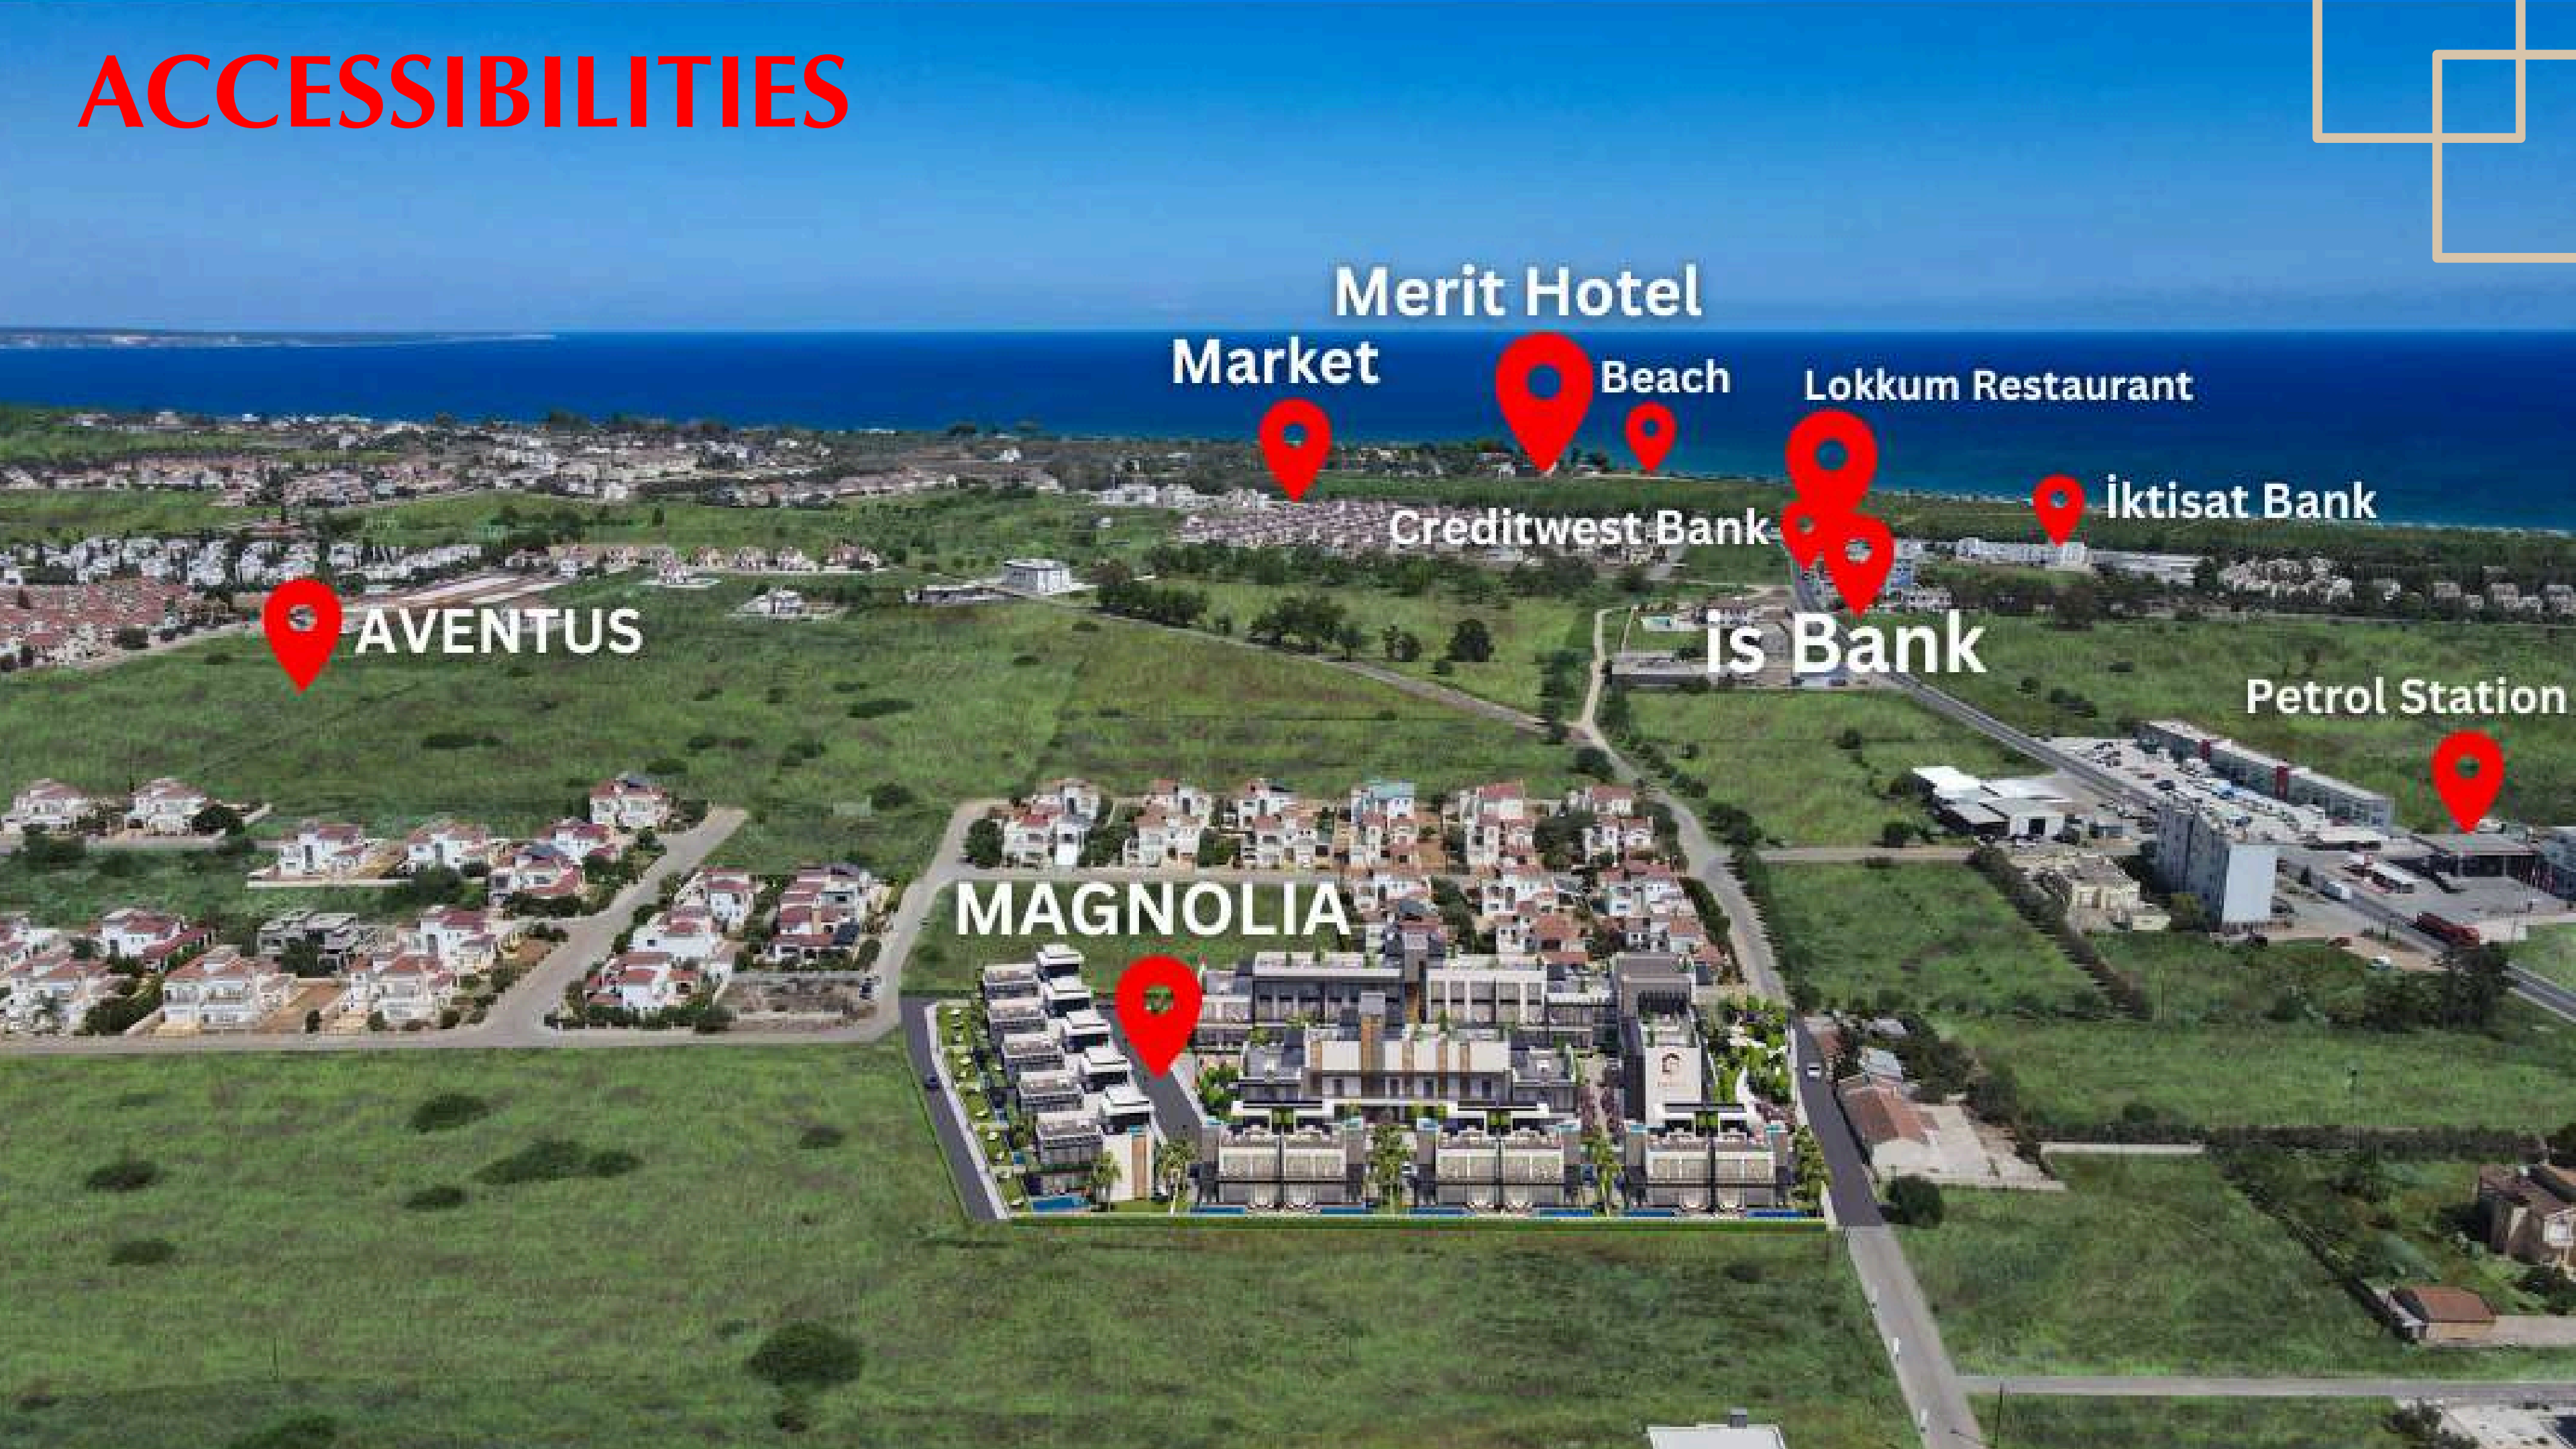 ACCESSIBILITIES
Merit Hotel
Market
Beach
Lokkum Restaurant
İktisat Bank
Creditwest Bank
AVENTUS
is Bank
Petrol Station
MAGNOLIA